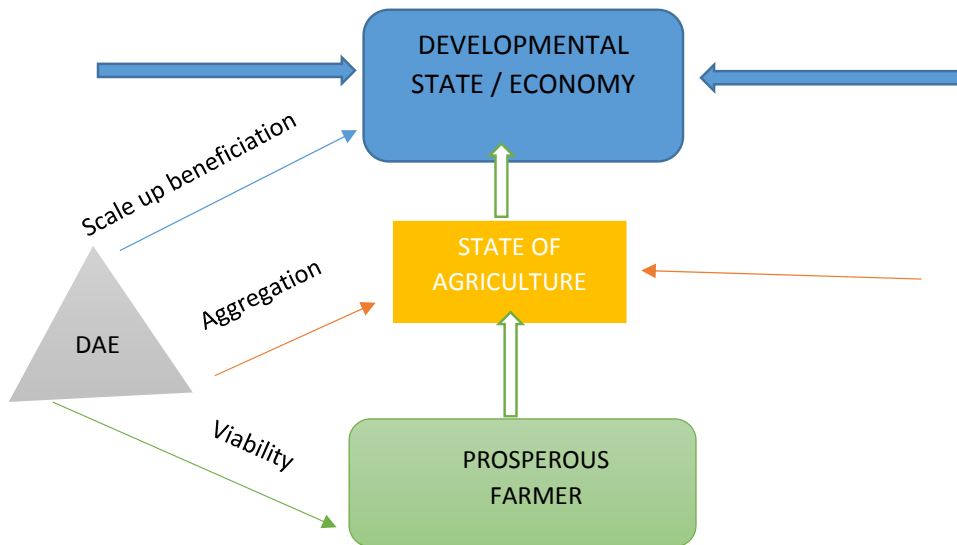 DEVELOPMENTAL
STATE / ECONOMY
Scale up beneficiation
STATE OF
AGRICULTURE
Aggregation
DAE
Viability
PROSPEROUS
FARMER